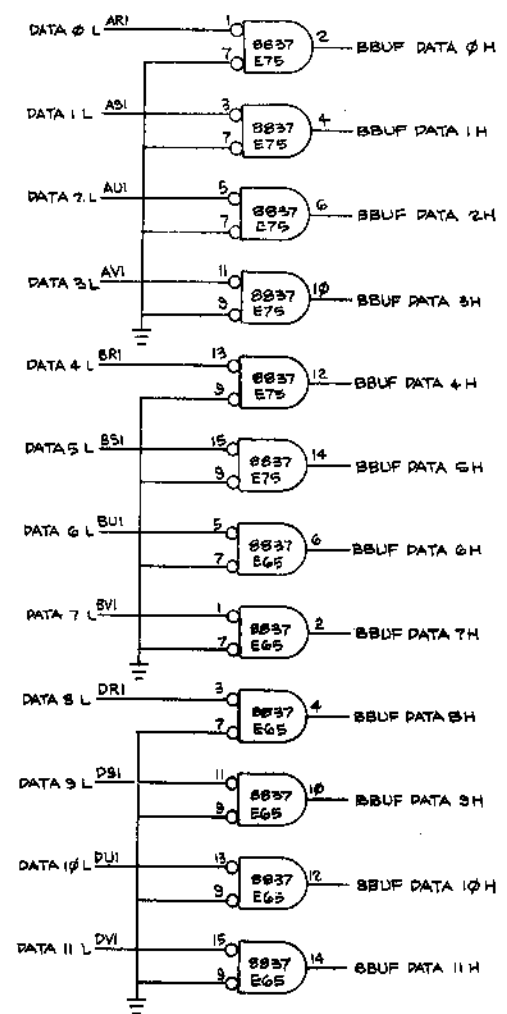 DATA Ø L AR1 1 2 BBUF DATA Ø H
7 8837 E75
DATA 1 L AS1 3 4 BBUF DATA 1 H
7 8837 E75
DATA 2 L AU1 5 6 BBUF DATA 2H
7 8837 E75
DATA 3 L AV1 11 1Ø BBUF DATA 3H
9 8837 E75
DATA 4 L BR1 13 12 BBUF DATA 4 H
9 8837 E75
DATA 5 L BS1 15 14 BBUF DATA 5 H
9 8837 E75
DATA 6 L BU1 5 6 BBUF DATA 6 H
7 8837 E65
DATA 7 L BV1 1 2 BBUF DATA 7H
7 8837 E65
DATA 8 L DR1 3 4 BBUF DATA 8H
7 8837 E65
DATA 9 L DS1 11 1Ø BBUF DATA 9H
9 8837 E65
DATA 1Ø L DU1 13 12 BBUF DATA 1Ø H
9 8837 E65
DATA 11 L DV1 15 14 BBUF DATA 11 H
9 8837 E65